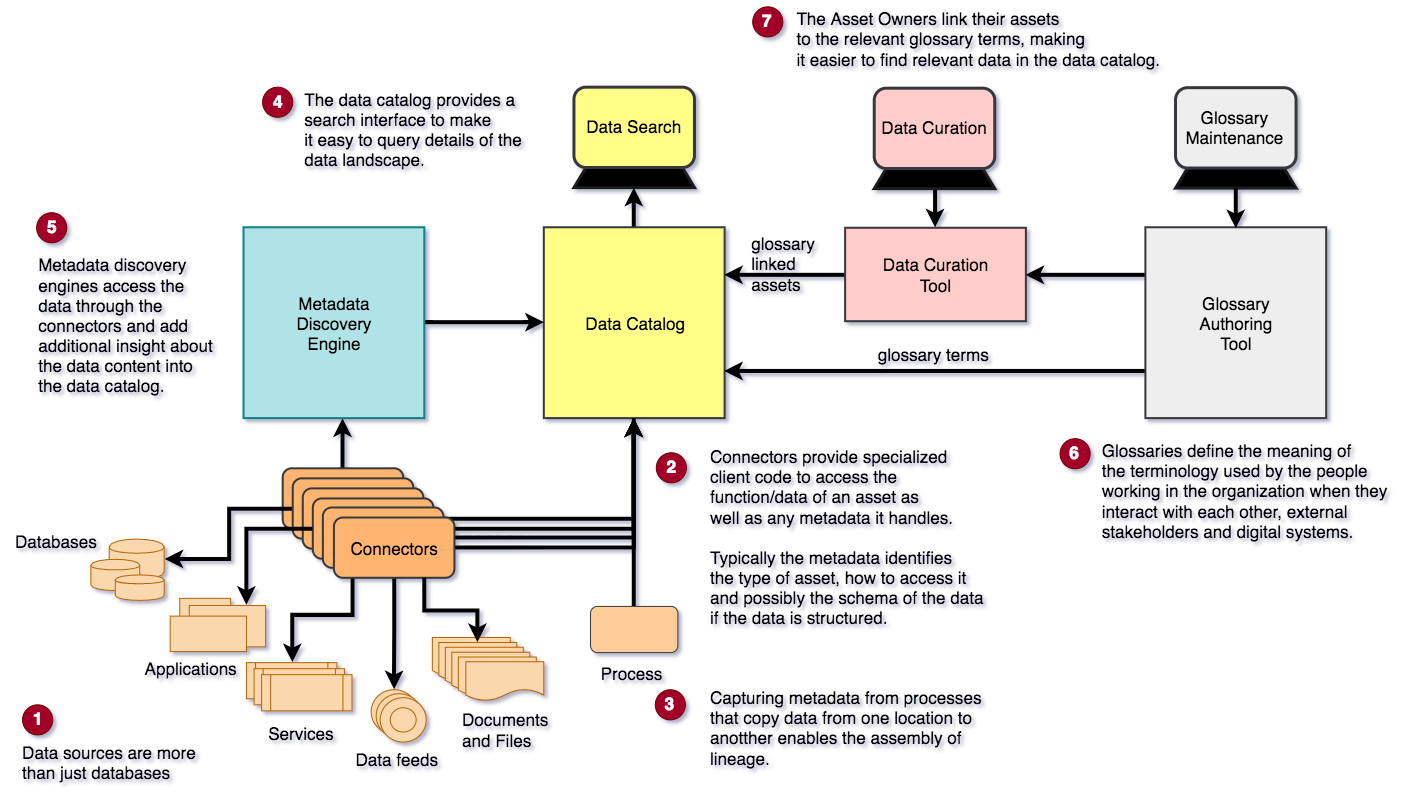 7
The Asset Owners link their assets
to the relevant glossary terms, making
it easier to find relevant data in the data catalog.
4
The data catalog provides a
search interface to make
it easy to query details of the
data landscape.
Data Search
Data Curation
Glossary
Maintenance
5
Metadata discovery
engines access the
data through the
connectors and add
additional insight about
the data content into
the data catalog.
Metadata
Discovery
Engine
Data Catalog
glossary
linked
assets
Data Curation
Tool
Glossary
Authoring
Tool
glossary terms
2
Connectors provide specialized
client code to access the
function/data of an asset as
well as any metadata it handles.
Typically the metadata identifies
the type of asset, how to access it
and possibly the schema of the data
if the data is structured.
6
Glossaries define the meaning of
the terminology used by the people
working in the organization when they
interact with each other, external
stakeholders and digital systems.
Connectors
Databases
Applications
Services
Data feeds
Documents
and Files
Process
1
Data sources are more
than just databases
3
Capturing metadata from processes
that copy data from one location to
anotther enables the assembly of
lineage.